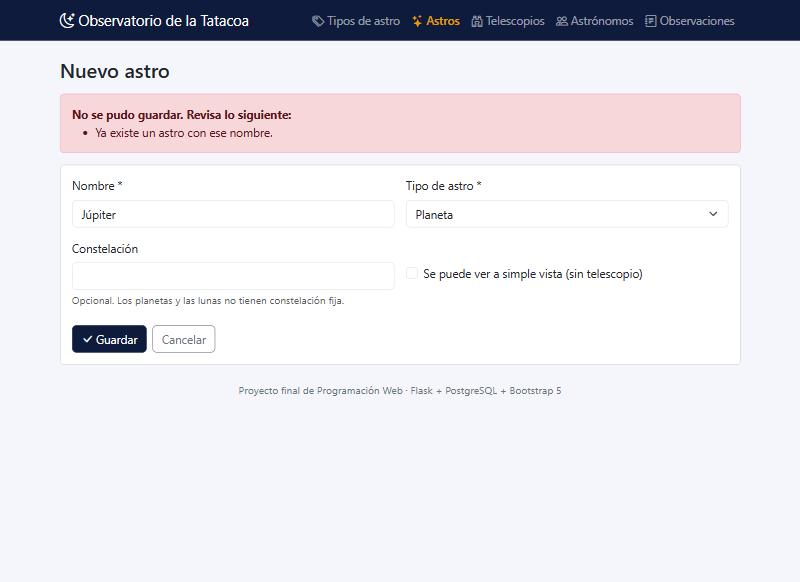 Observatorio de la Tatacoa
Tipos de astro
Astros
Telescopios
Astrónomos
Observaciones
Nuevo astro
No se pudo guardar. Revisa lo siguiente:
• Ya existe un astro con ese nombre.
Nombre *
Tipo de astro *
Júpiter
Planeta
Constelación
Se puede ver a simple vista (sin telescopio)
Opcional. Los planetas y las lunas no tienen constelación fija.
Guardar
Cancelar
Proyecto final de Programación Web · Flask + PostgreSQL + Bootstrap 5